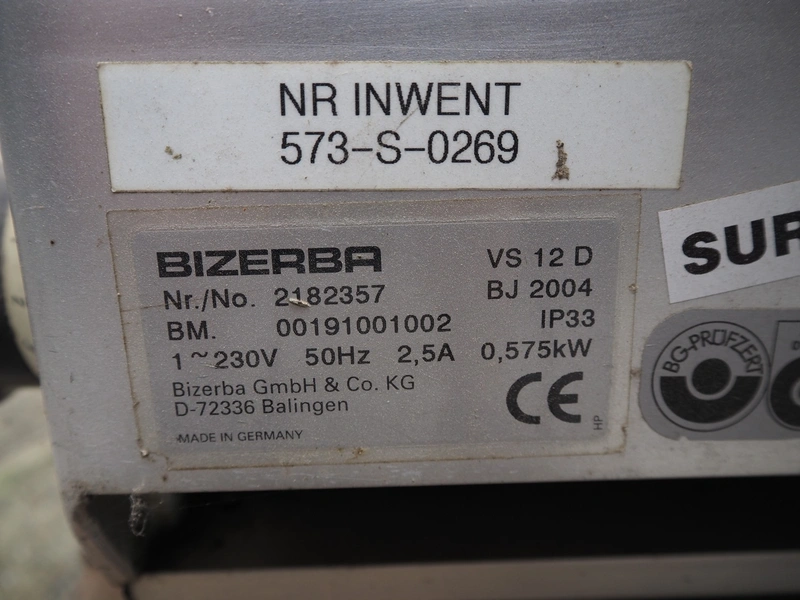 NR INWENT
573-S-0269
BIZERBA VS 12 D
Nr./No. 2182357 BJ 2004
BM. 00191001002 IP33
1~230V 50Hz 2,5A 0,575kW
Bizerba GmbH & Co. KG
D-72336 Balingen
CE
HP
MADE IN GERMANY
SUR
BG-PRÜFZERT